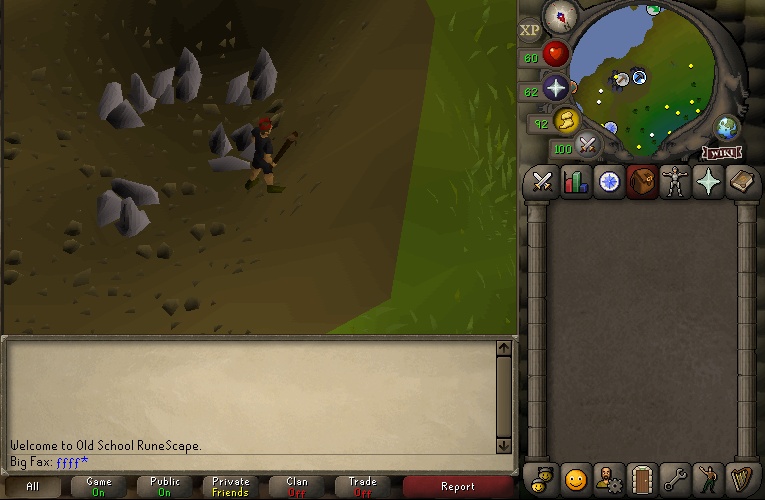 XP
60
62
92
100
WIKI
Welcome to Old School RuneScape.
Big Fax: ffff*
All
Game
On
Public
On
Private
Friends
Clan
Off
Trade
Off
Report